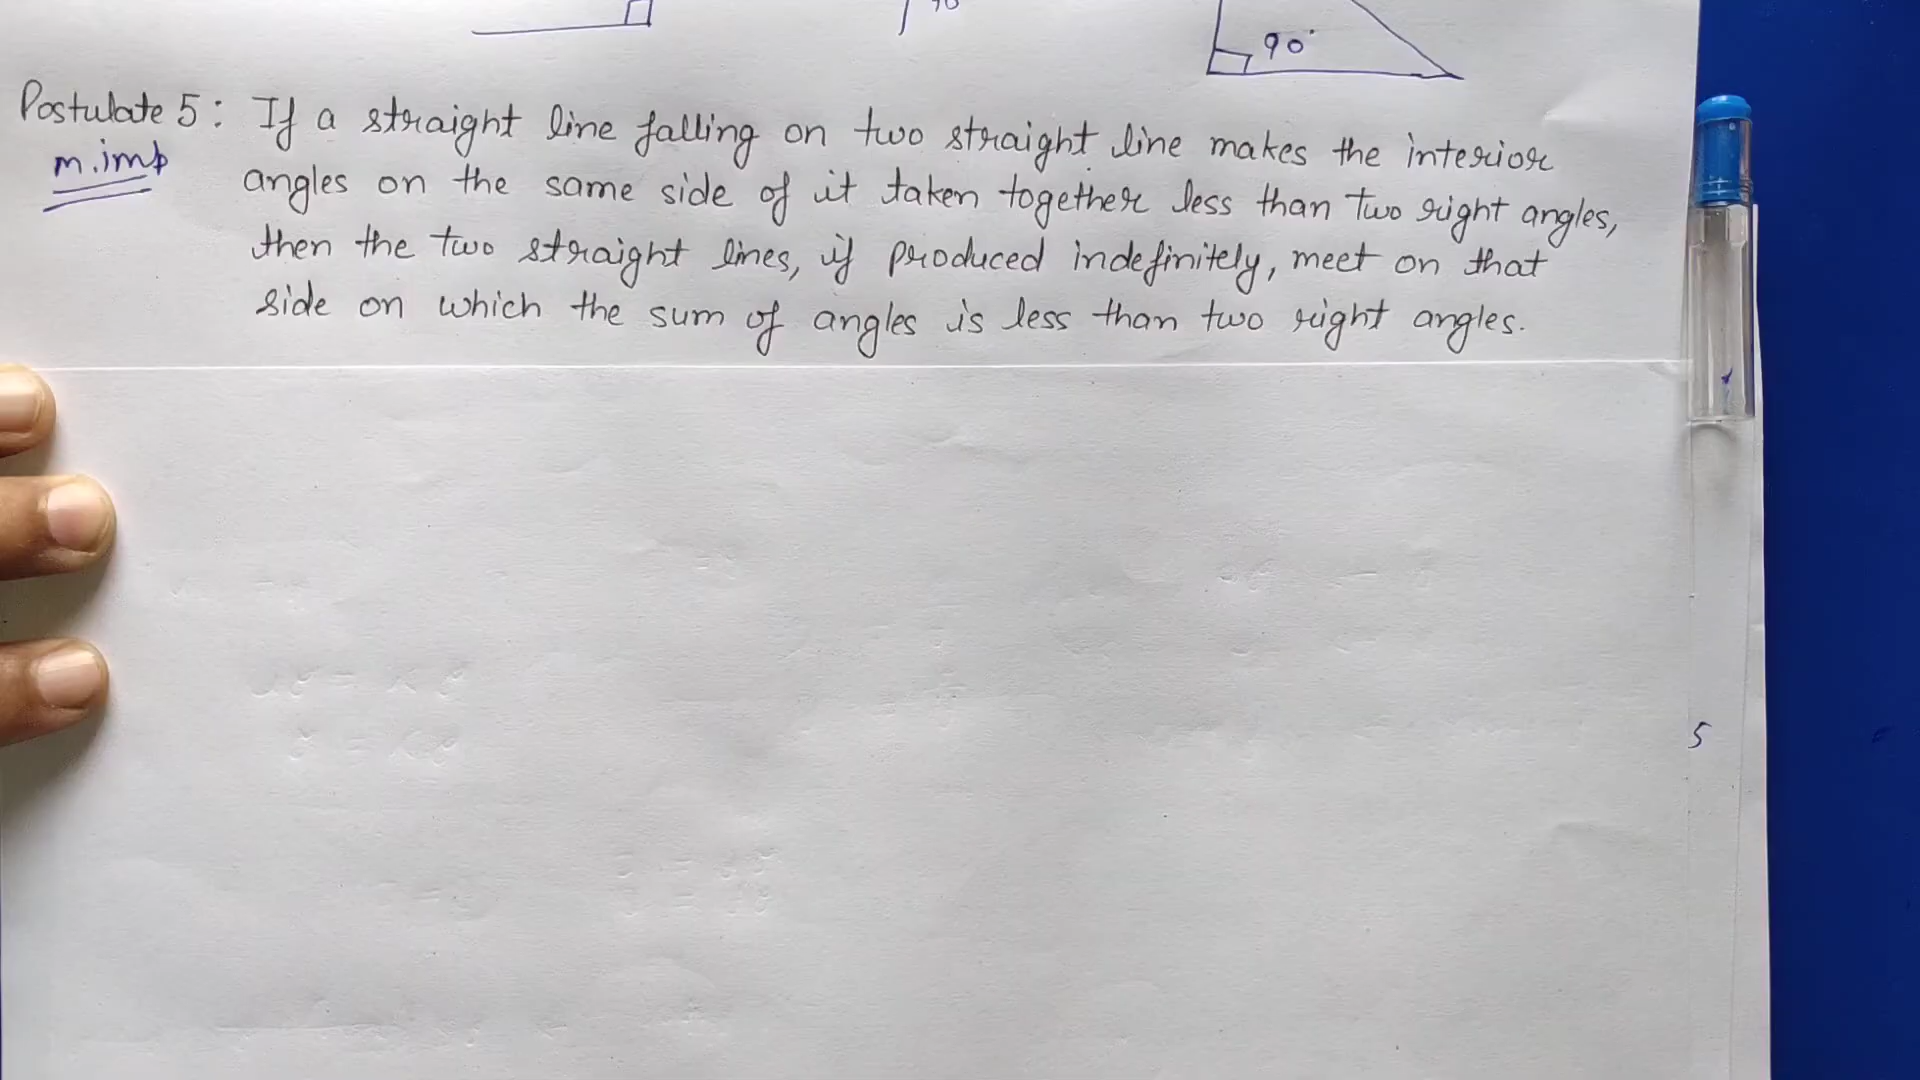 90°
Postulate 5: If a straight line falling on two straight line makes the interior
m.imp
angles on the same side of it taken together less than two right angles,
then the two straight lines, if produced indefinitely, meet on that
side on which the sum of angles is less than two right angles.
5